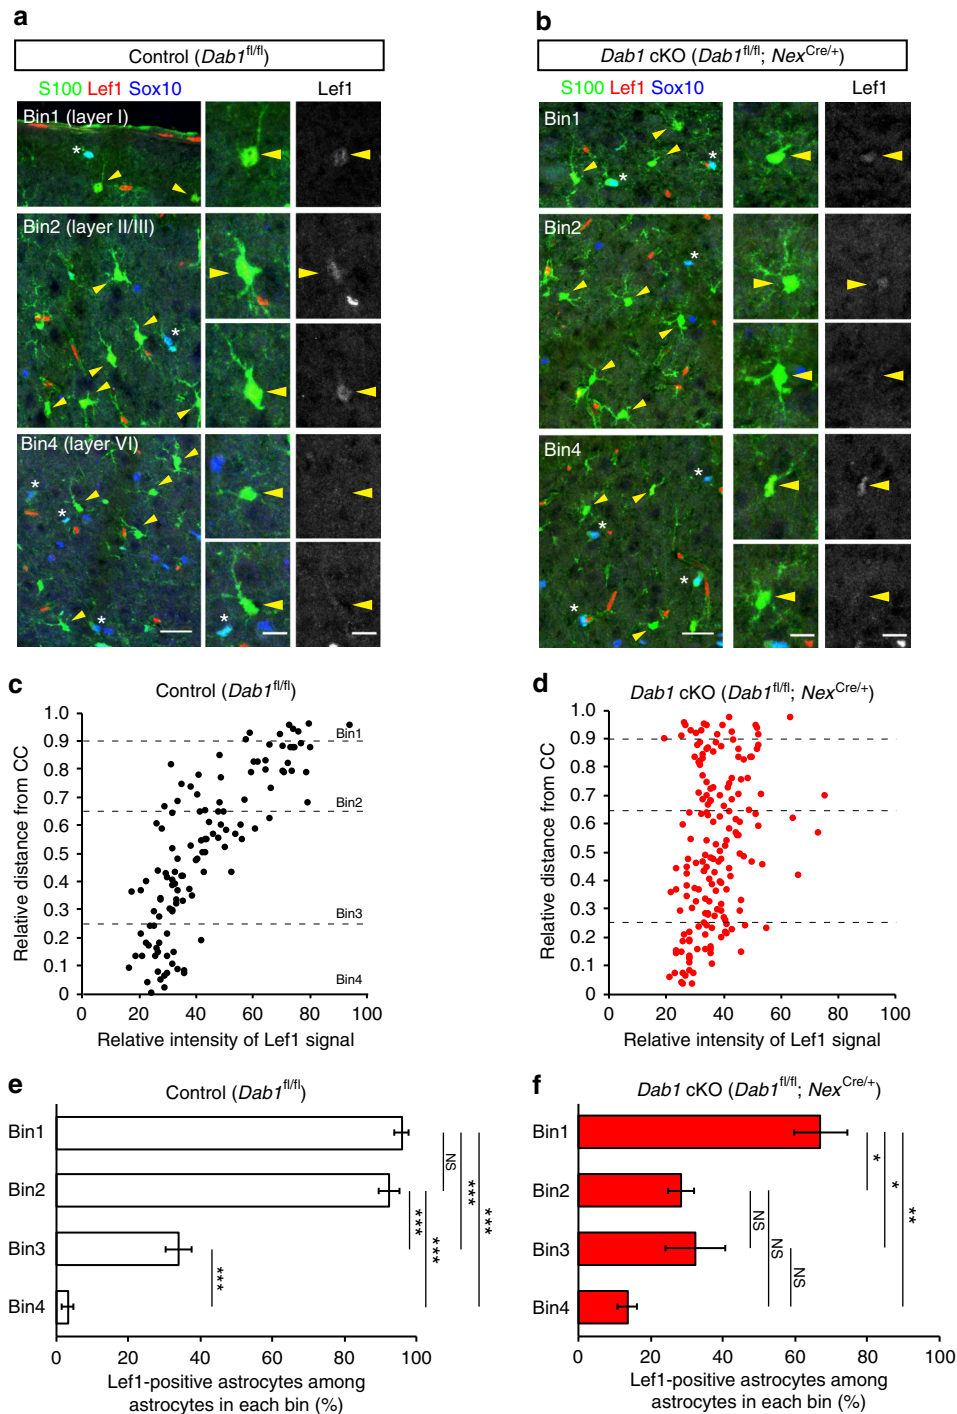 a
Control (Dab1fl/fl)
S100 Lef1 Sox10
Lef1
Bin1 (layer I)
*
Bin2 (layer II/III)
*
Bin4 (layer VI)
*
*
*
*
b
Dab1 cKO (Dab1fl/fl; NexCre/+)
S100 Lef1 Sox10
Lef1
Bin1
*
*
Bin2
*
Bin4
*
*
*
*
c
Control (Dab1fl/fl)
Relative distance from CC
1.0
0.9
0.8
0.7
0.6
0.5
0.4
0.3
0.2
0.1
0
Bin1
Bin2
Bin3
Bin4
0 20 40 60 80 100
Relative intensity of Lef1 signal
d
Dab1 cKO (Dab1fl/fl; NexCre/+)
Relative distance from CC
1.0
0.9
0.8
0.7
0.6
0.5
0.4
0.3
0.2
0.1
0
0 20 40 60 80 100
Relative intensity of Lef1 signal
e
Control (Dab1fl/fl)
Bin1
Bin2
Bin3
Bin4
NS
***
***
***
***
***
0 20 40 60 80 100
Lef1-positive astrocytes among
astrocytes in each bin (%)
f
Dab1 cKO (Dab1fl/fl; NexCre/+)
Bin1
Bin2
Bin3
Bin4
*
*
**
NS
NS
NS
0 20 40 60 80 100
Lef1-positive astrocytes among
astrocytes in each bin (%)